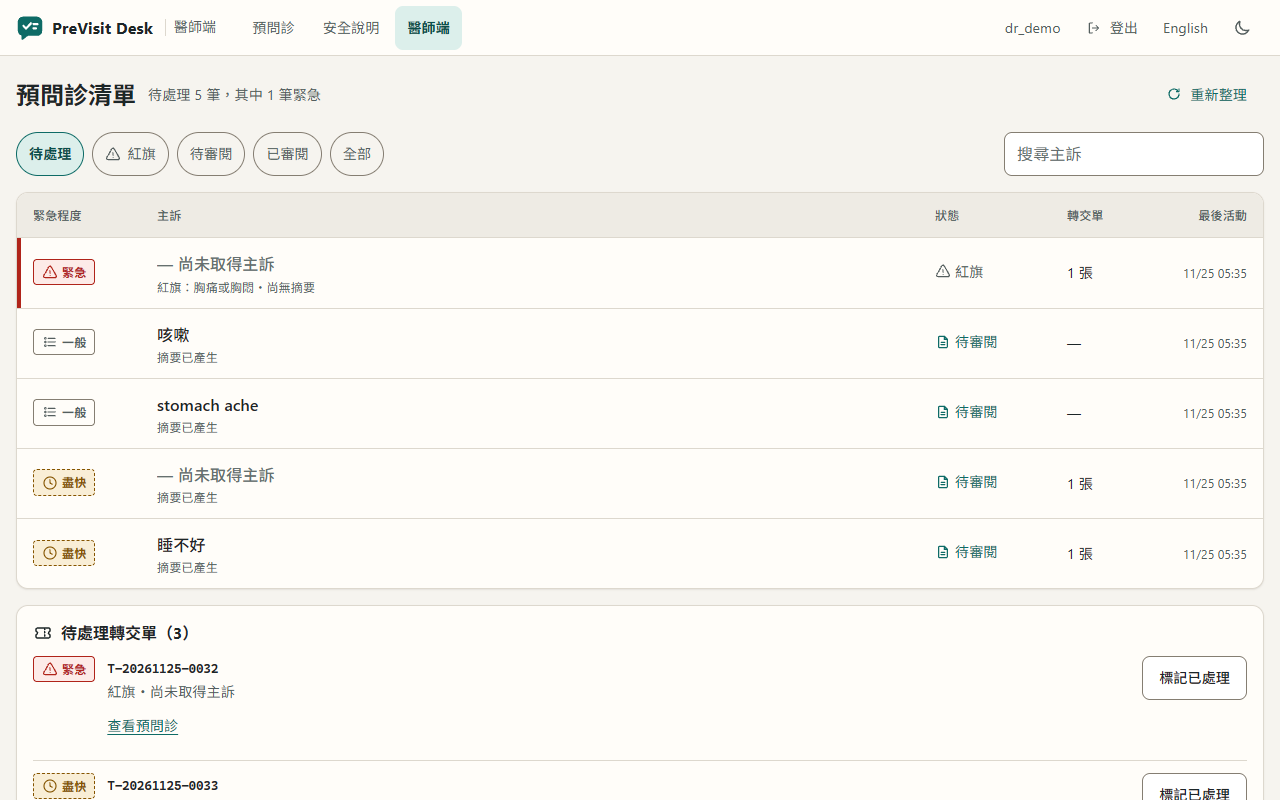 PreVisit Desk 醫師端 預問診 安全說明 醫師端 dr_demo 登出 English
預問診清單 待處理 5 筆，其中 1 筆緊急 重新整理
待處理 紅旗 待審閱 已審閱 全部 搜尋主訴
緊急程度 主訴 狀態 轉交單 最後活動
緊急 — 尚未取得主訴 紅旗 1 張 11/25 05:35
紅旗：胸痛或胸悶・尚無摘要
一般 咳嗽 待審閱 — 11/25 05:35
摘要已產生
一般 stomach ache 待審閱 — 11/25 05:35
摘要已產生
盡快 — 尚未取得主訴 待審閱 1 張 11/25 05:35
摘要已產生
盡快 睡不好 待審閱 1 張 11/25 05:35
摘要已產生
待處理轉交單（3）
緊急 T-20261125-0032 標記已處理
紅旗・尚未取得主訴
查看預問診
盡快 T-20261125-0033 標記已處理